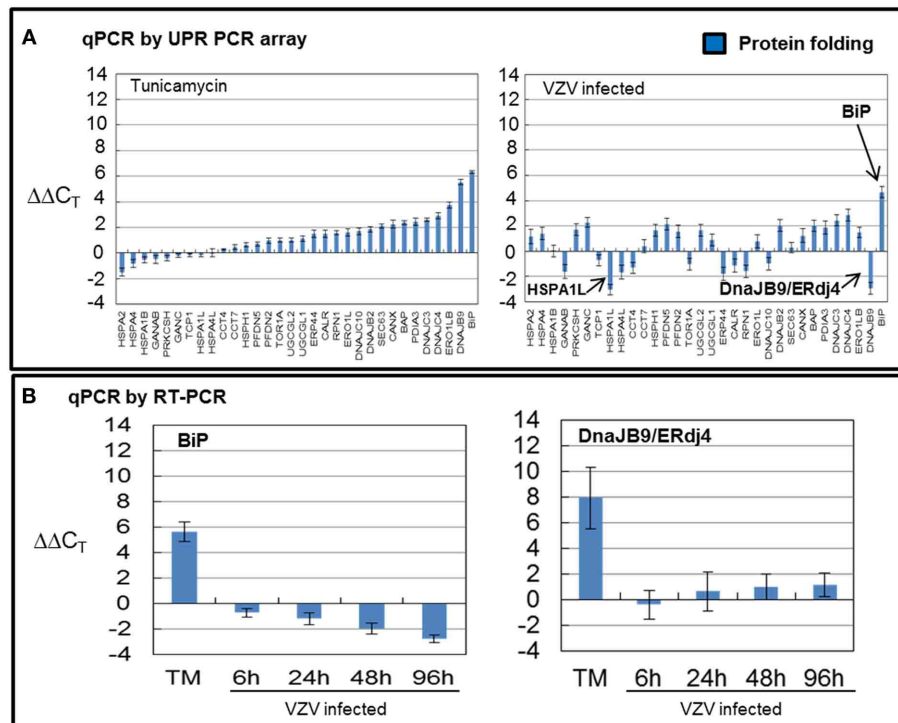 A qPCR by UPR PCR array
Protein folding
ΔΔCT
14
12
10
8
6
4
2
0
-2
-4
Tunicamycin
HSPA2
HSPA4
HSPA1B
GANAB
PRKCSH
GANC
TCP1
HSPA1L
HSPA4L
CCT4
CCT7
HSPH1
PFDN5
PFDN2
TOR1A
UGCGL2
UGCGL1
ERP44
CALR
RPN1
ERO1L
DNAJC10
DNAJB2
SEC63
CANX
BAP
PDIA3
DNAJC3
DNAJC4
ERO1LB
DNAJB9
BiP
14
12
10
8
6
4
2
0
-2
-4
VZV infected
BiP
HSPA1L
DnaJB9/ERdj4
HSPA2
HSPA4
HSPA1B
GANAB
PRKCSH
GANC
TCP1
HSPA1L
HSPA4L
CCT4
CCT7
HSPH1
PFDN5
PFDN2
TOR1A
UGCGL2
UGCGL1
ERP44
CALR
RPN1
ERO1L
DNAJC10
DNAJB2
SEC63
CANX
BAP
PDIA3
DNAJC3
DNAJC4
ERO1LB
DNAJB9
BiP
B qPCR by RT-PCR
ΔΔCT
14
12
10
8
6
4
2
0
-2
-4
BiP
TM 6h 24h 48h 96h
VZV infected
14
12
10
8
6
4
2
0
-2
-4
DnaJB9/ERdj4
TM 6h 24h 48h 96h
VZV infected